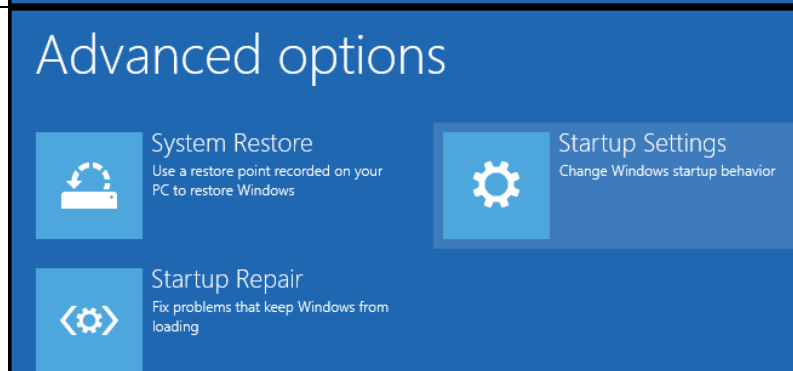 Advanced options
System Restore
Use a restore point recorded on your
PC to restore Windows
Startup Settings
Change Windows startup behavior
Startup Repair
Fix problems that keep Windows from
loading